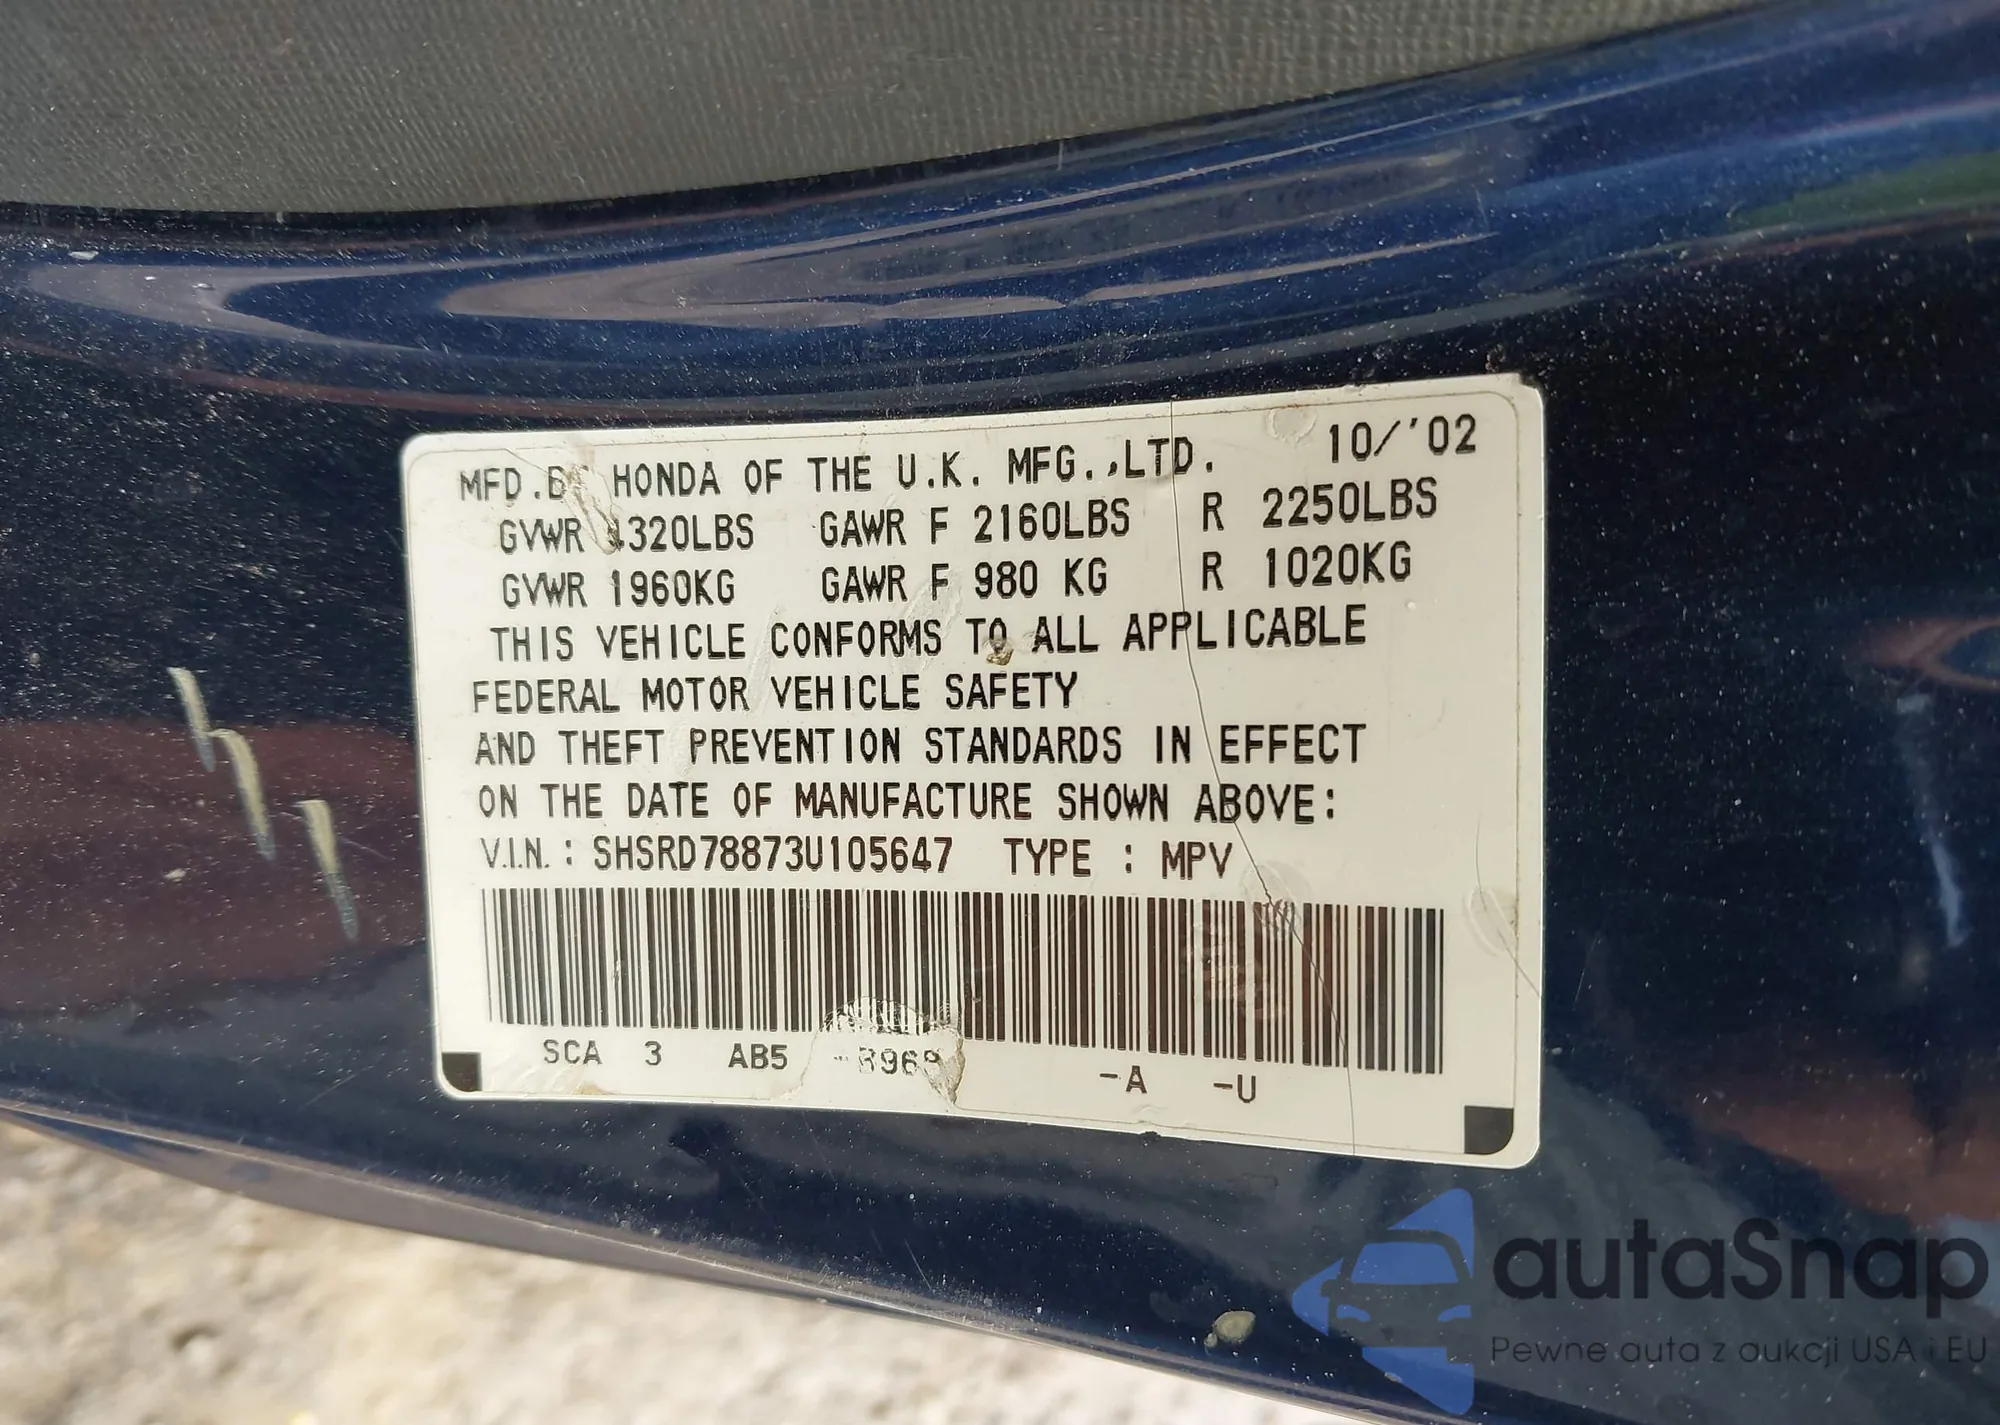 MFD. BY HONDA OF THE U.K. MFG.,LTD. 10/'02
GVWR 4320LBS GAWR F 2160LBS R 2250LBS
GVWR 1960KG GAWR F 980 KG R 1020KG
THIS VEHICLE CONFORMS TO ALL APPLICABLE
FEDERAL MOTOR VEHICLE SAFETY
AND THEFT PREVENTION STANDARDS IN EFFECT
ON THE DATE OF MANUFACTURE SHOWN ABOVE:
V.I.N. : SHSRD78873U105647 TYPE : MPV
SCA 3 AB5 -A -U
autoSnap
Pewne auta z aukcji USA i EU